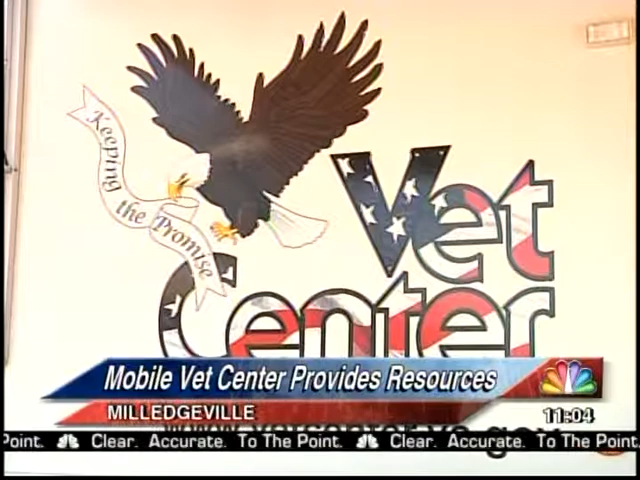 Keeping
the Promise
Vet
Center
Mobile Vet Center Provides Resources
MILLEDGEVILLE
11:04
Point. Clear. Accurate. To The Point. Clear. Accurate. To The Point.